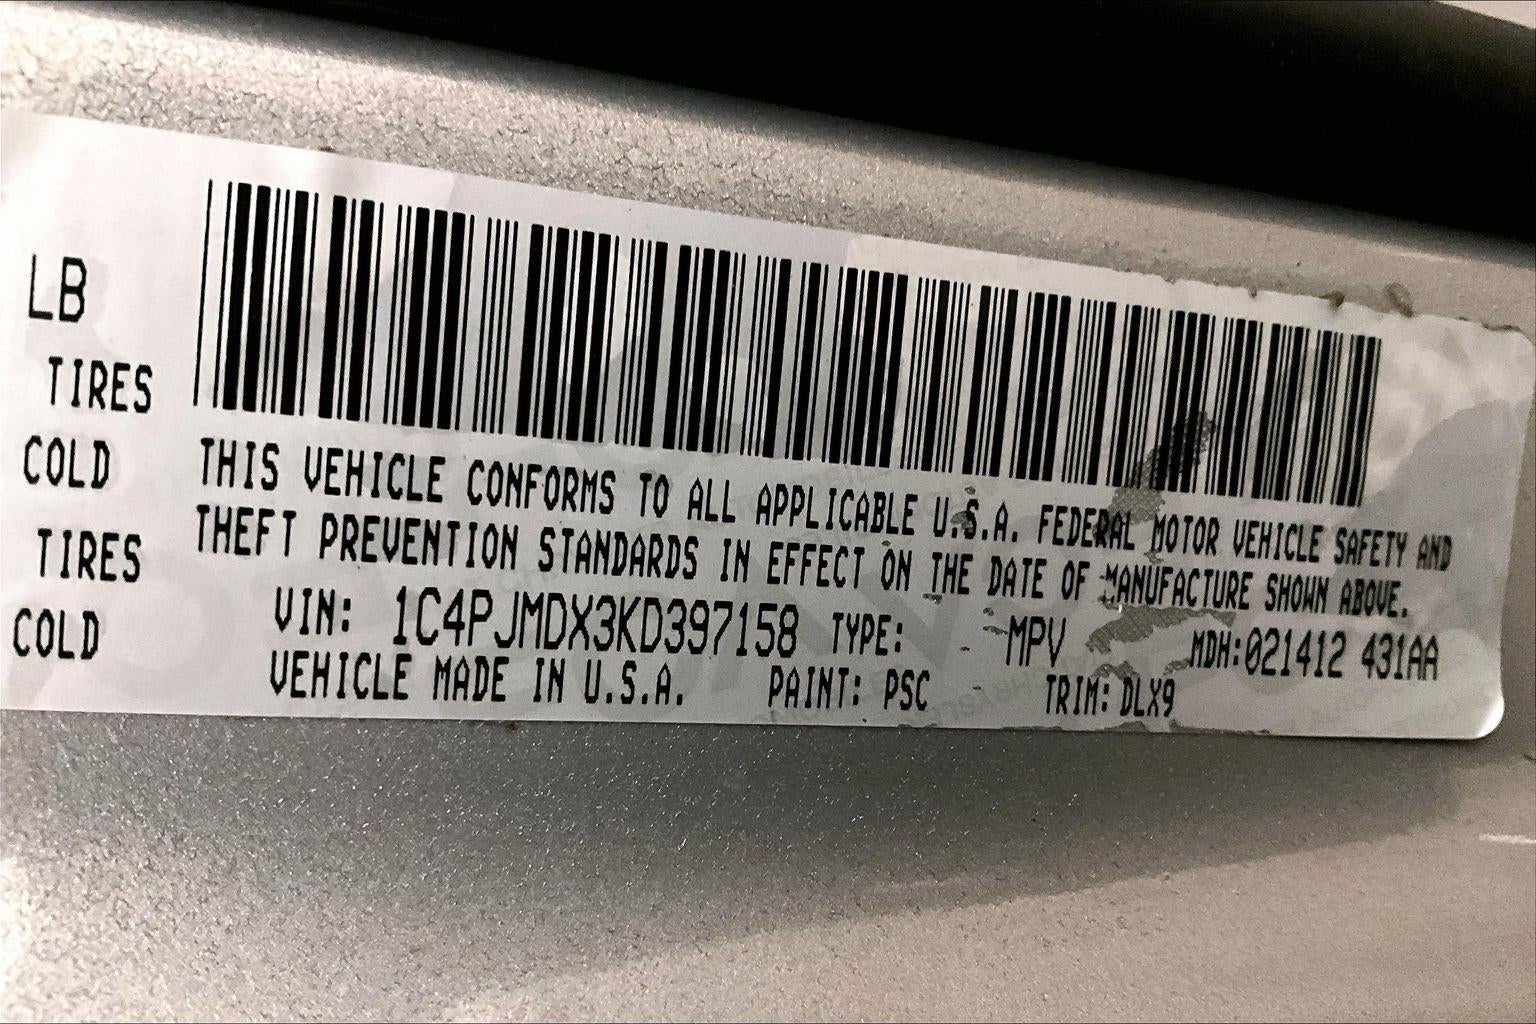 LB
TIRES
COLD
THIS VEHICLE CONFORMS TO ALL APPLICABLE U.S.A. FEDERAL MOTOR VEHICLE SAFETY AND
TIRES
THEFT PREVENTION STANDARDS IN EFFECT ON THE DATE OF MANUFACTURE SHOWN ABOVE.
COLD
VIN: 1C4PJMDX3KD397158 TYPE: MPV MDH:021412 431AA
VEHICLE MADE IN U.S.A. PAINT: PSC TRIM: DLX9